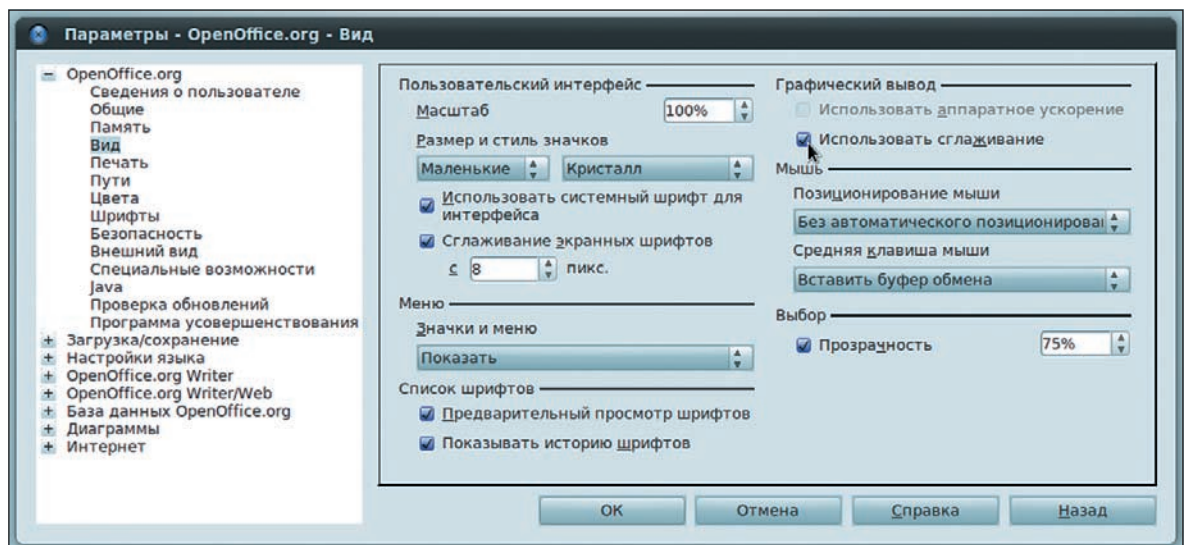 Параметры - OpenOffice.org - Вид
OpenOffice.org
Сведения о пользователе
Общие
Память
Вид
Печать
Пути
Цвета
Шрифты
Безопасность
Внешний вид
Специальные возможности
Java
Проверка обновлений
Программа усовершенствования
Загрузка/сохранение
Настройки языка
OpenOffice.org Writer
OpenOffice.org Writer/Web
База данных OpenOffice.org
Диаграммы
Интернет
Пользовательский интерфейс
Масштаб 100%
Размер и стиль значков
Маленькие Кристалл
Использовать системный шрифт для
интерфейса
Сглаживание экранных шрифтов
с 8 пикс.
Меню
Значки и меню
Показать
Список шрифтов
Предварительный просмотр шрифтов
Показывать историю шрифтов
Графический вывод
Использовать аппаратное ускорение
Использовать сглаживание
Мышь
Позиционирование мыши
Без автоматического позиционирова
Средняя клавиша мыши
Вставить буфер обмена
Выбор
Прозрачность 75%
ОК Отмена Справка Назад